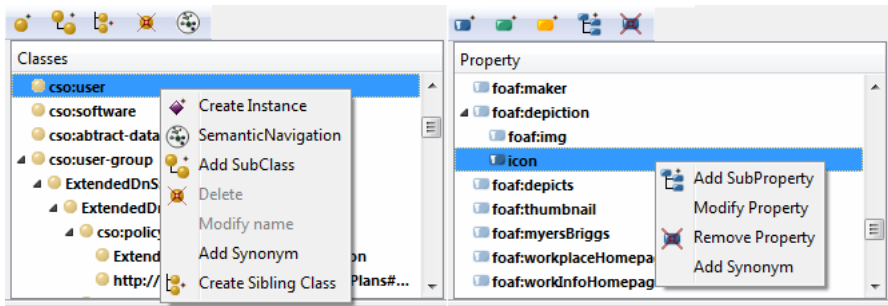 Classes
cso:user
cso:software
cso:abtract-data
cso:user-group
ExtendedDnS
ExtendedD
cso:policy
Extend
on
http://
Plans#...
Create Instance
SemanticNavigation
Add SubClass
Delete
Modify name
Add Synonym
Create Sibling Class
Property
foaf:maker
foaf:depiction
foaf:img
icon
foaf:depicts
foaf:thumbnail
foaf:myersBriggs
foaf:workplaceHomepa
foaf:workInfoHomepag
Add SubProperty
Modify Property
Remove Property
Add Synonym